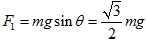 F₁ = mg sin θ = √3/2 mg